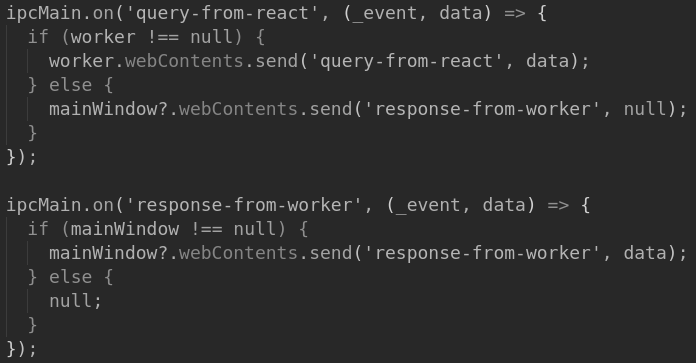 ipcMain.on('query-from-react', (_event, data) => {
  if (worker !== null) {
    worker.webContents.send('query-from-react', data);
  } else {
    mainWindow?.webContents.send('response-from-worker', null);
  }
});

ipcMain.on('response-from-worker', (_event, data) => {
  if (mainWindow !== null) {
    mainWindow?.webContents.send('response-from-worker', data);
  } else {
    null;
  }
});